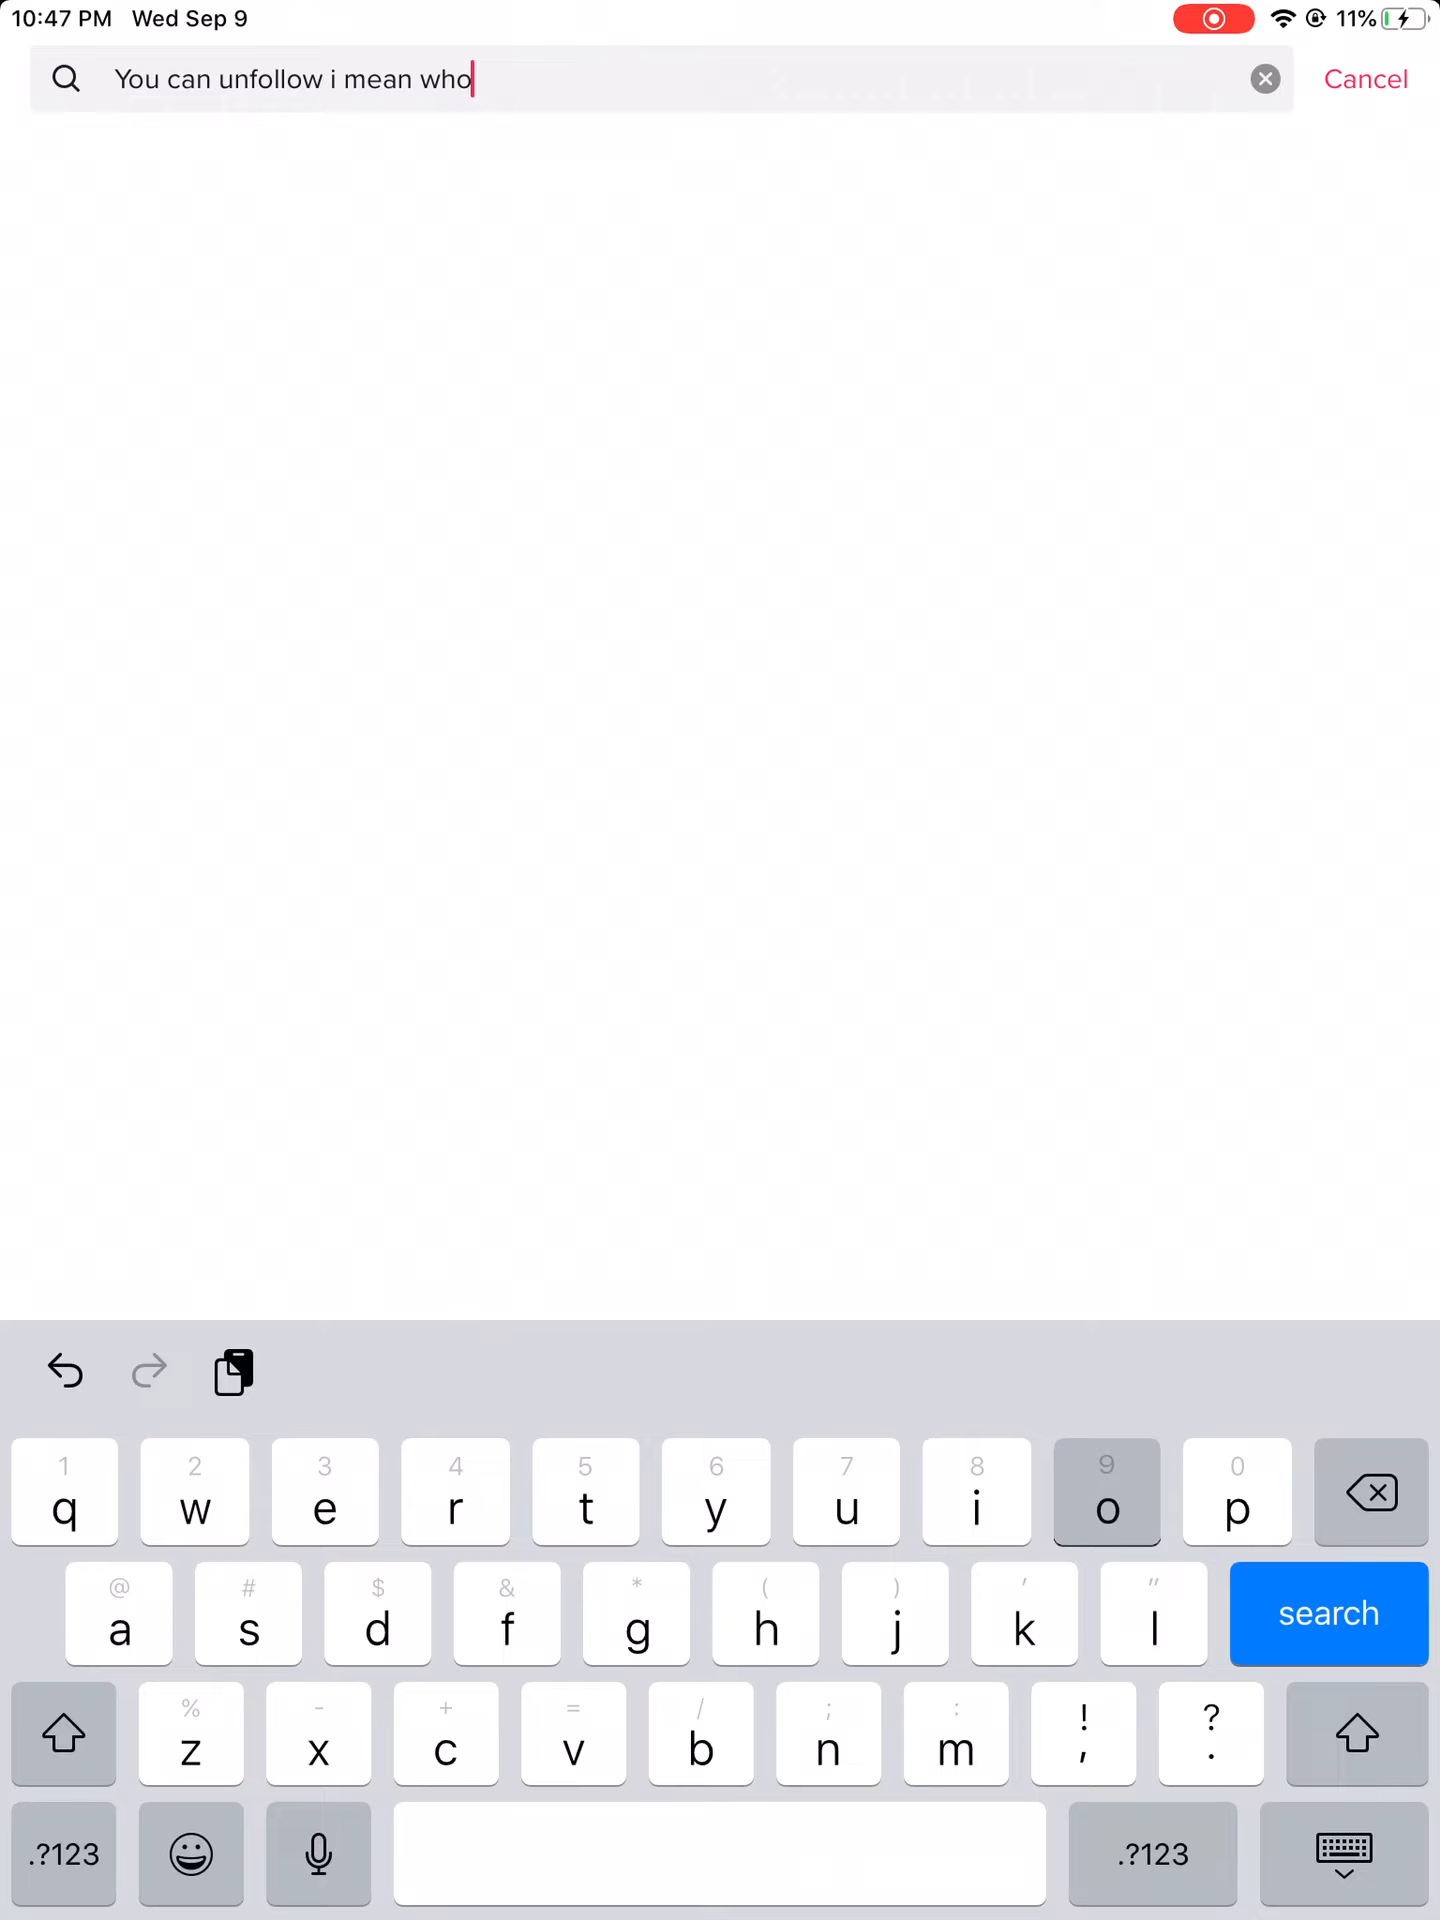 10:47 PM Wed Sep 9 11%
You can unfollow i mean who Cancel
1 2 3 4 5 6 7 8 9 0
q w e r t y u i o p
@ # $ & * ( ) ' "
a s d f g h j k l search
% - + = / ; : ! ?
z x c v b n m , .
.?123 .?123